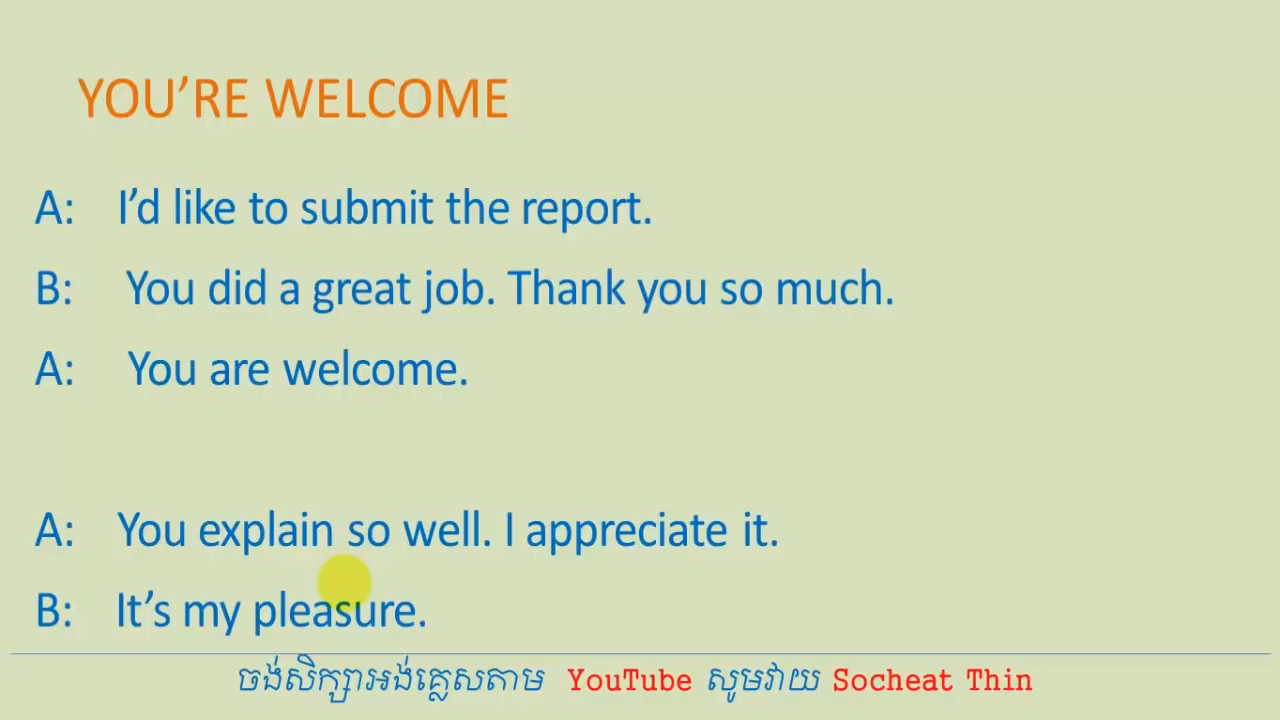 YOU’RE WELCOME
A: I’d like to submit the report.
B: You did a great job. Thank you so much.
A: You are welcome.
A: You explain so well. I appreciate it.
B: It’s my pleasure.
ចង់សិក្សាអង់គ្លេសតាម YouTube សូមវាយ Socheat Thin